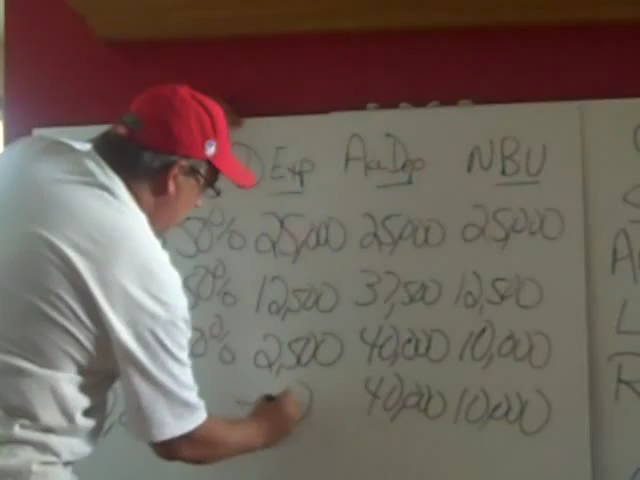 Exp AccDep NBU
50% 25,000 25,000 25,000
50% 12,500 37,500 12,500
0% 2,500 40,000 10,000
40,000 10,000
A
L
R